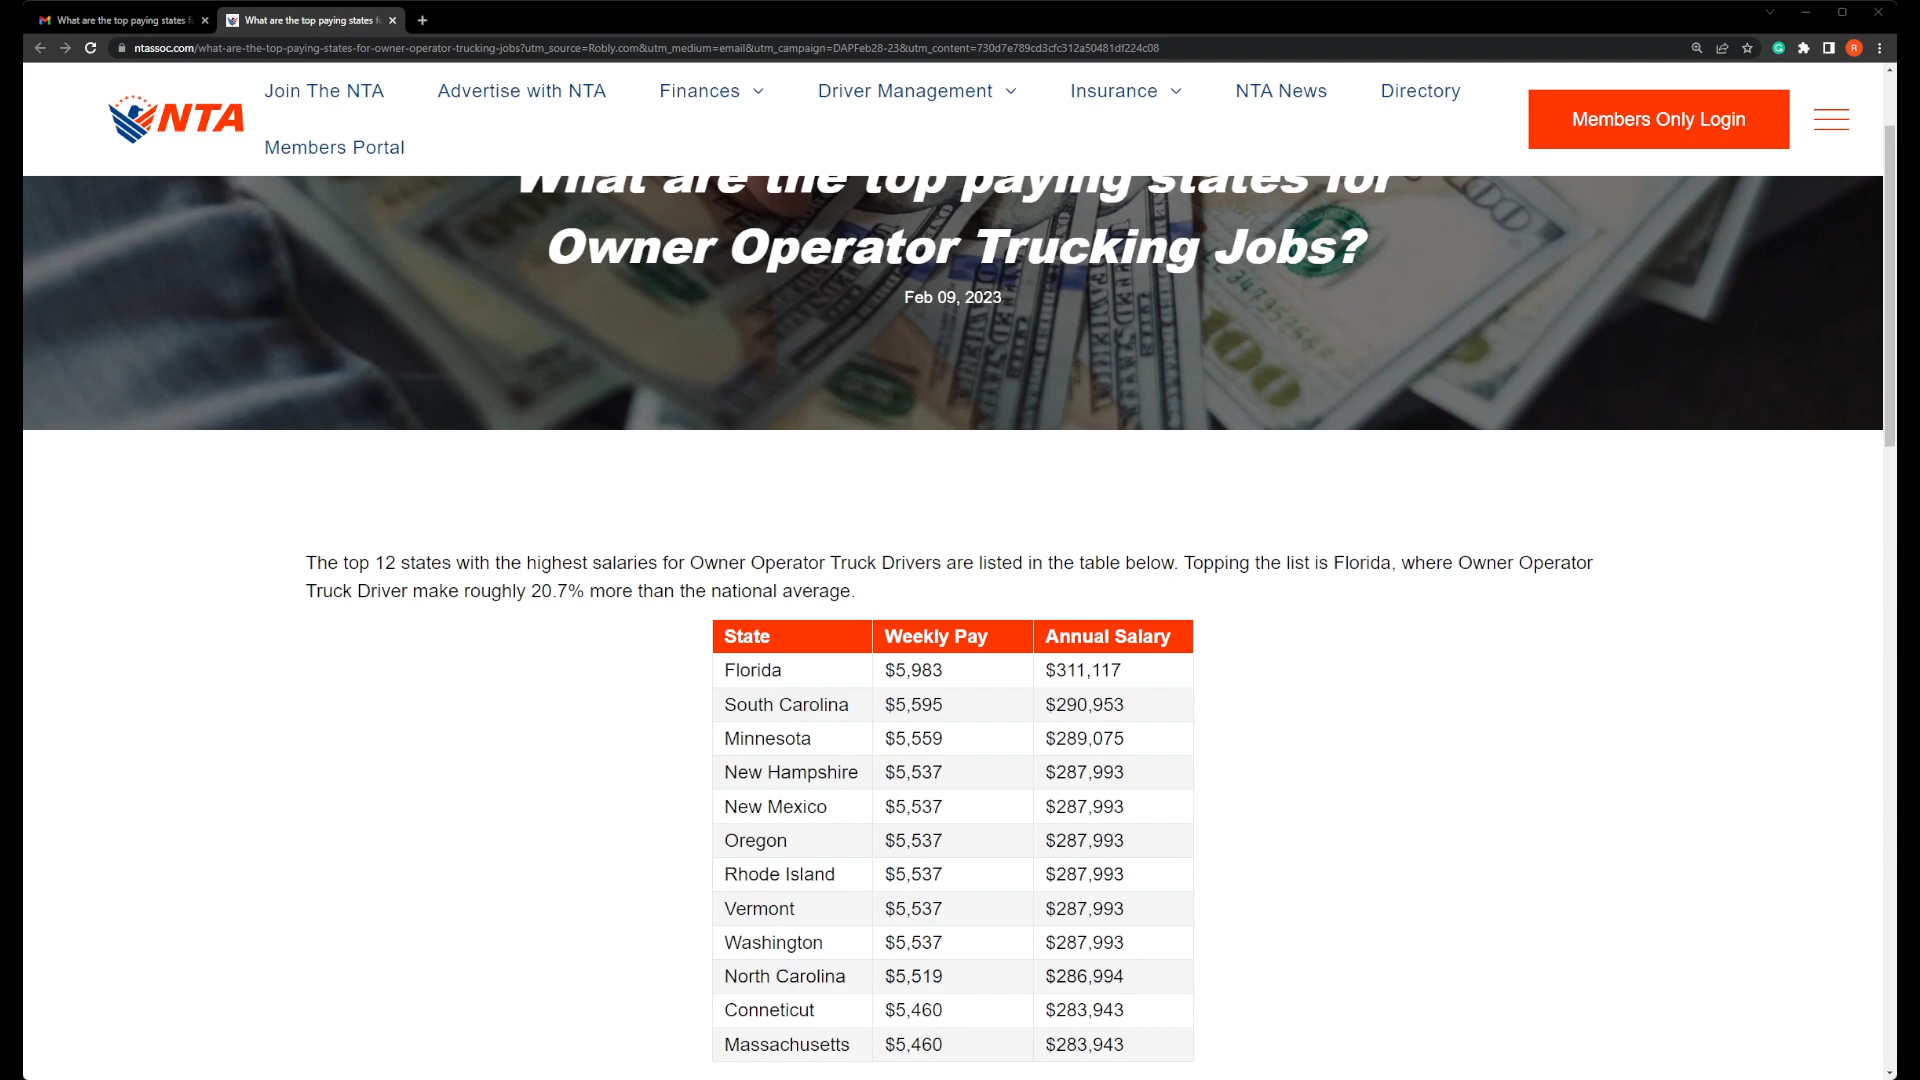 What are the top paying states f
What are the top paying states f
ntassoc.com/what-are-the-top-paying-states-for-owner-operator-trucking-jobs?utm_source=Robly.com&utm_medium=email&utm_campaign=DAPFeb28-23&utm_content=730d7e789cd3cfc312a50481df224c08
R
NTA
Join The NTA
Advertise with NTA
Finances
Driver Management
Insurance
NTA News
Directory
Members Portal
Members Only Login
What are the top paying states for
Owner Operator Trucking Jobs?
Feb 09, 2023
The top 12 states with the highest salaries for Owner Operator Truck Drivers are listed in the table below. Topping the list is Florida, where Owner Operator
Truck Driver make roughly 20.7% more than the national average.
State Weekly Pay Annual Salary
Florida $5,983 $311,117
South Carolina $5,595 $290,953
Minnesota $5,559 $289,075
New Hampshire $5,537 $287,993
New Mexico $5,537 $287,993
Oregon $5,537 $287,993
Rhode Island $5,537 $287,993
Vermont $5,537 $287,993
Washington $5,537 $287,993
North Carolina $5,519 $286,994
Conneticut $5,460 $283,943
Massachusetts $5,460 $283,943